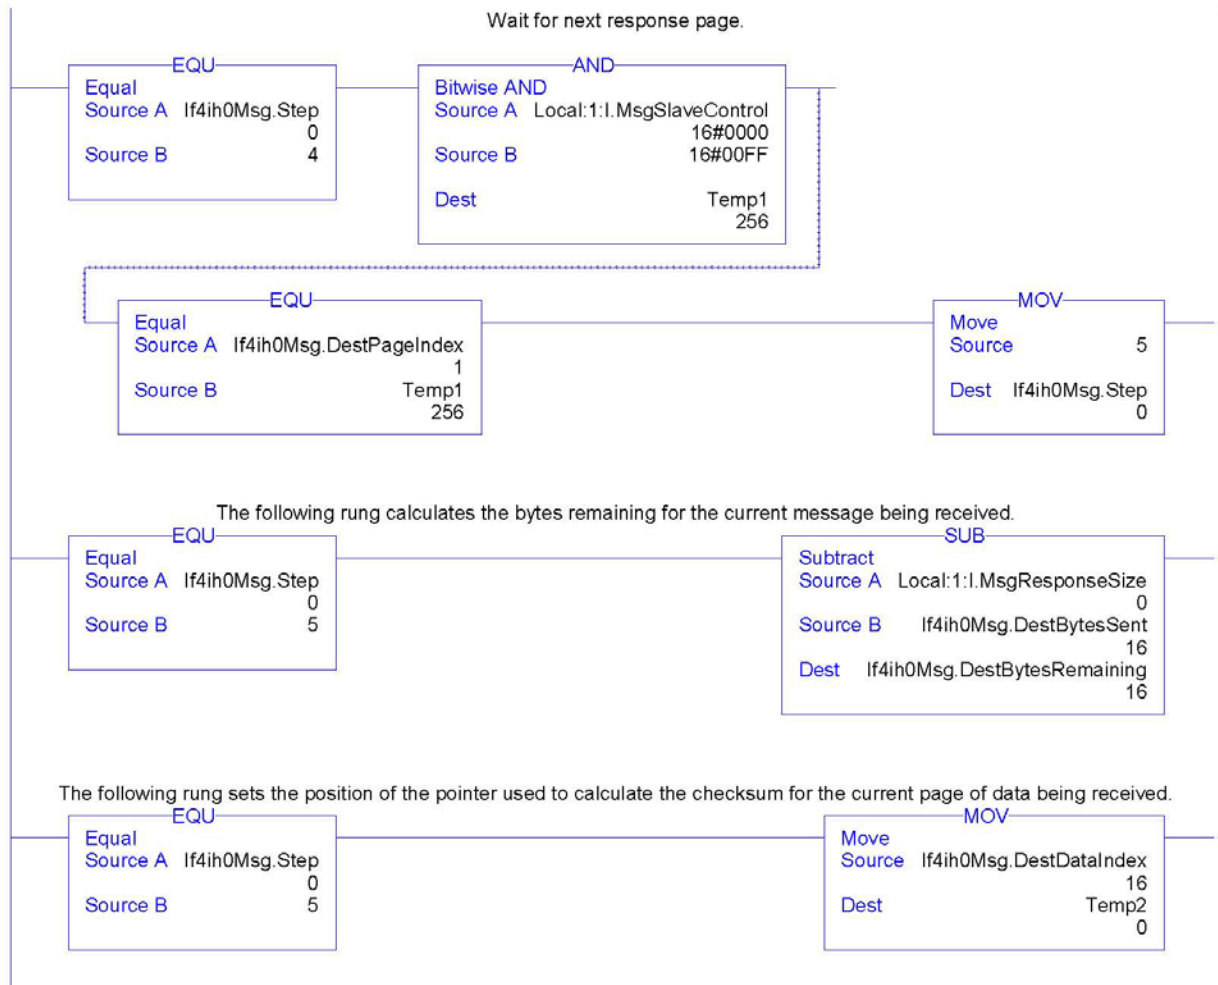 Wait for next response page.
EQU
Equal
Source A If4ih0Msg.Step
0
Source B 4
AND
Bitwise AND
Source A Local:1:I.MsgSlaveControl
16#0000
Source B 16#00FF
Dest Temp1
256
EQU
Equal
Source A If4ih0Msg.DestPageIndex
1
Source B Temp1
256
MOV
Move
Source 5
Dest If4ih0Msg.Step
0
The following rung calculates the bytes remaining for the current message being received.
EQU
Equal
Source A If4ih0Msg.Step
0
Source B 5
SUB
Subtract
Source A Local:1:I.MsgResponseSize
0
Source B If4ih0Msg.DestBytesSent
16
Dest If4ih0Msg.DestBytesRemaining
16
The following rung sets the position of the pointer used to calculate the checksum for the current page of data being received.
EQU
Equal
Source A If4ih0Msg.Step
0
Source B 5
MOV
Move
Source If4ih0Msg.DestDataIndex
16
Dest Temp2
0